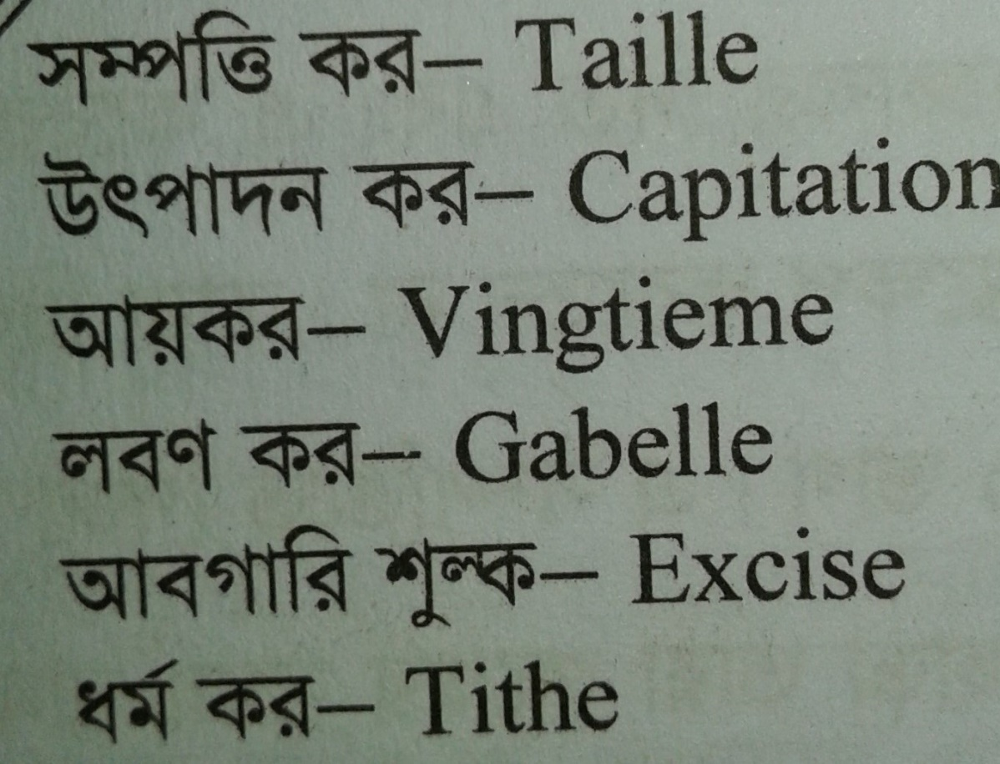 সম্পত্তি কর– Taille
উৎপাদন কর– Capitation
আয়কর– Vingtieme
লবণ কর– Gabelle
আবগারি শূল্ক– Excise
ধর্ম কর– Tithe